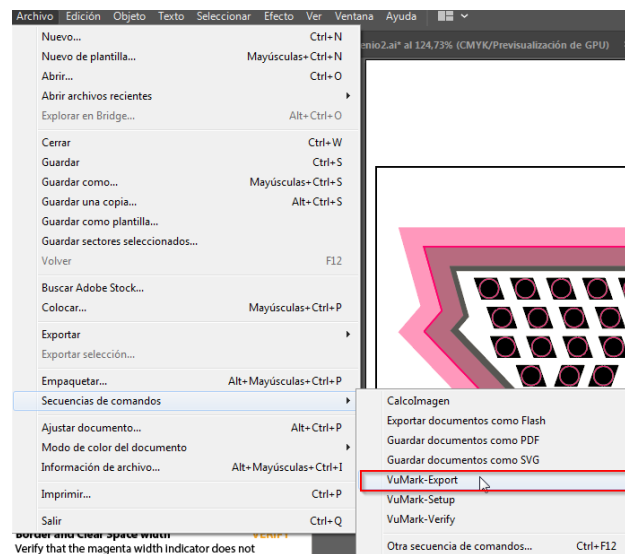 Archivo Edición Objeto Texto Seleccionar Efecto Ver Ventana Ayuda
enio2.ai* al 124,73% (CMYK/Previsualización de GPU)
Nuevo... Ctrl+N
Nuevo de plantilla... Mayúsculas+Ctrl+N
Abrir... Ctrl+O
Abrir archivos recientes
Explorar en Bridge... Alt+Ctrl+O
Cerrar Ctrl+W
Guardar Ctrl+S
Guardar como... Mayúsculas+Ctrl+S
Guardar una copia... Alt+Ctrl+S
Guardar como plantilla...
Guardar sectores seleccionados...
Volver F12
Buscar Adobe Stock...
Colocar... Mayúsculas+Ctrl+P
Exportar
Exportar selección...
Empaquetar... Alt+Mayúsculas+Ctrl+P
Secuencias de comandos
Ajustar documento... Alt+Ctrl+P
Modo de color del documento
Información de archivo... Alt+Mayúsculas+Ctrl+I
Imprimir... Ctrl+P
Salir Ctrl+Q
CalcoImagen
Exportar documentos como Flash
Guardar documentos como PDF
Guardar documentos como SVG
VuMark-Export
VuMark-Setup
VuMark-Verify
Otra secuencia de comandos... Ctrl+F12
Border and Clear Space width VERIFY
Verify that the magenta width indicator does not